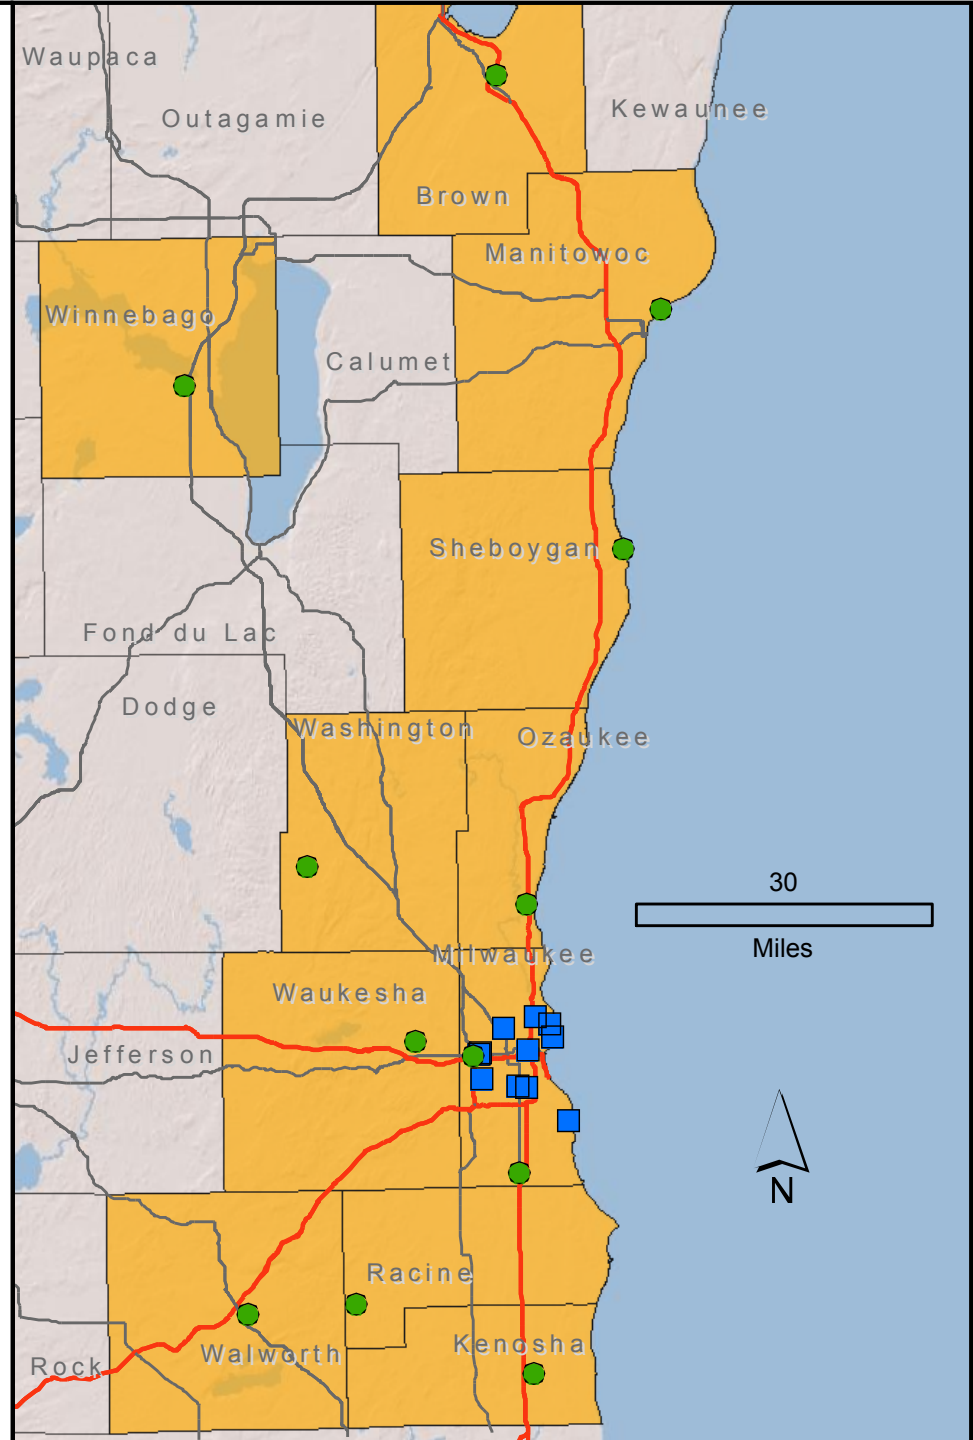 Waupaca
Outagamie
Kewaunee
Brown
Manitowoc
Winnebago
Calumet
Sheboygan
Fond du Lac
Dodge
Washington
Ozaukee
30
Miles
Milwaukee
Waukesha
Jefferson
N
Racine
Kenosha
Walworth
Rock